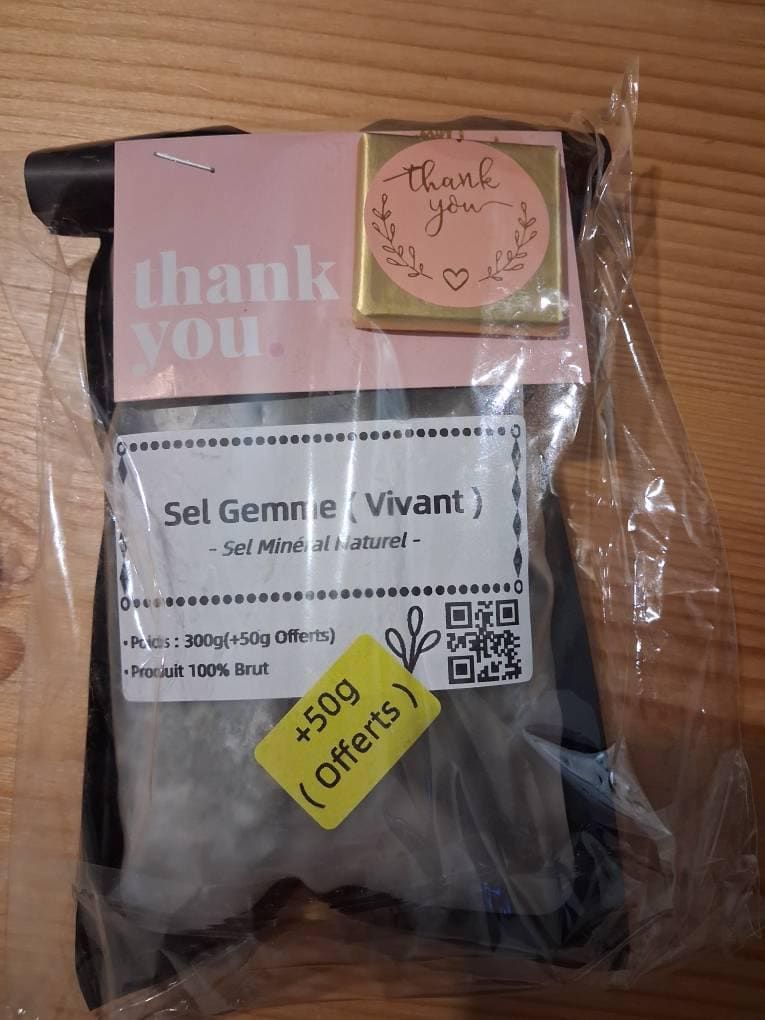 thank
you.
thank
you
Sel Gemme ( Vivant )
- Sel Minéral Naturel -
• Poids : 300g(+50g Offerts)
• Produit 100% Brut
+50g
( Offerts )